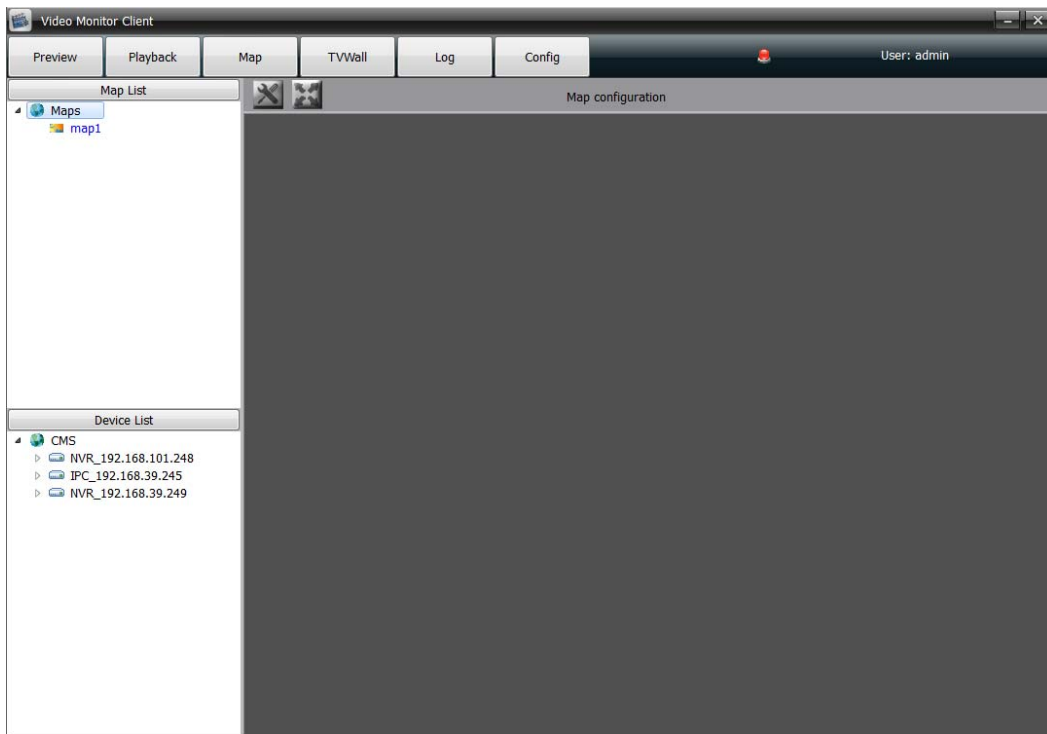 Video Monitor Client
Preview Playback Map TVWall Log Config User: admin
Map List
Map configuration
Maps
map1
Device List
CMS
NVR_192.168.101.248
IPC_192.168.39.245
NVR_192.168.39.249